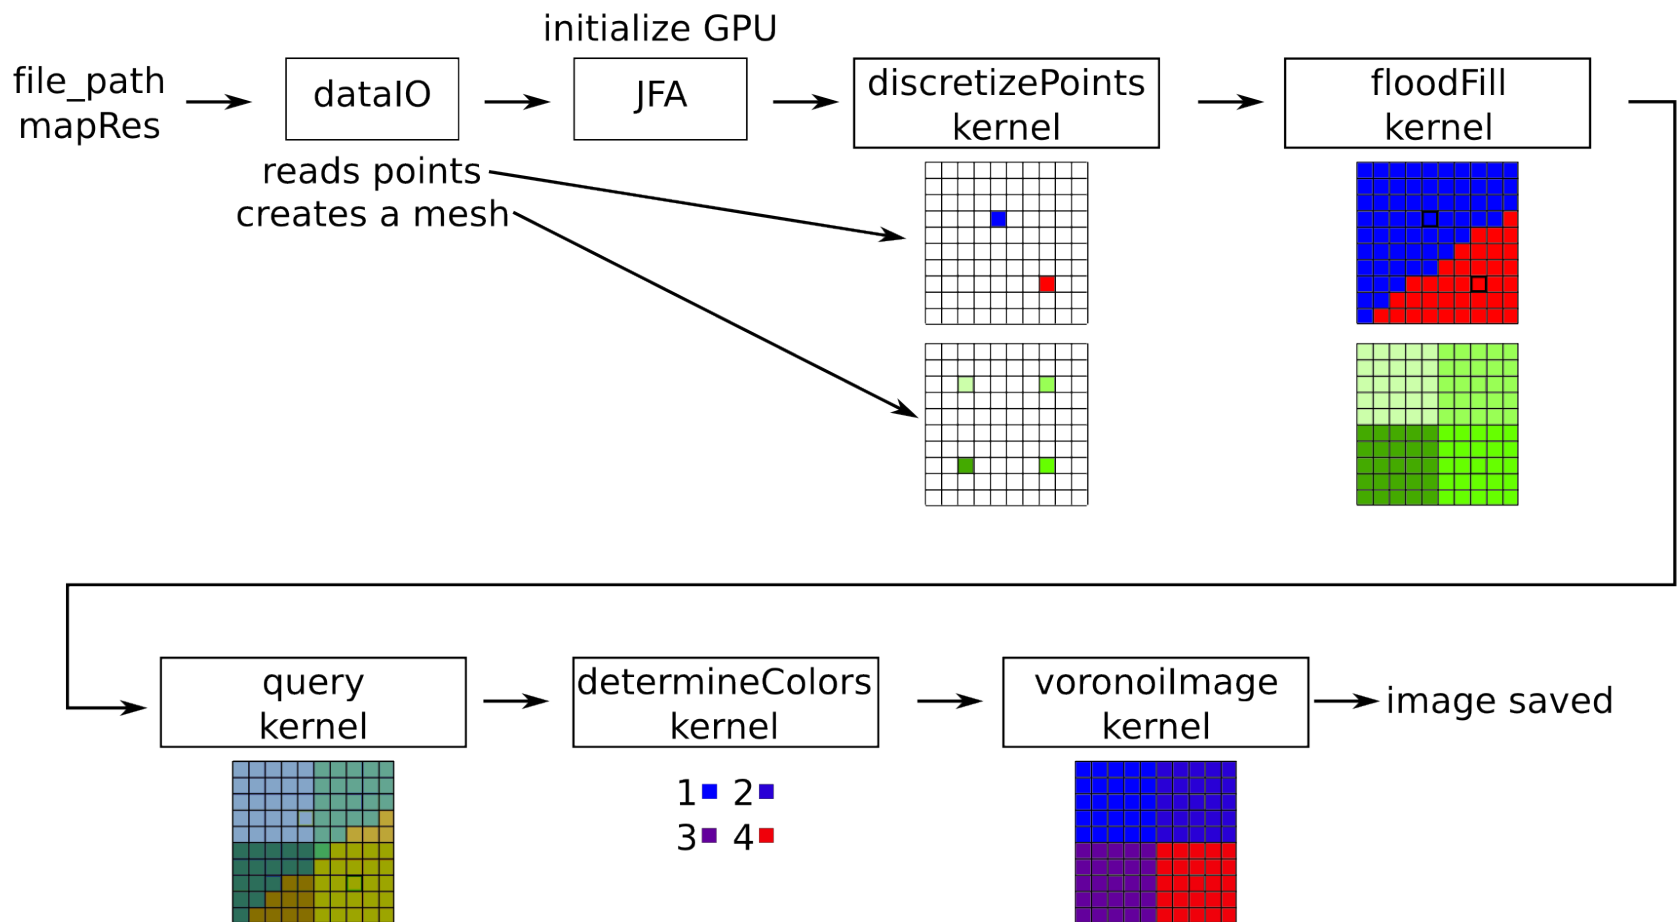 initialize GPU
file_path
mapRes
dataIO
JFA
discretizePoints
kernel
floodFill
kernel
reads points
creates a mesh
query
kernel
determineColors
kernel
voronoiImage
kernel
image saved
1 2
3 4